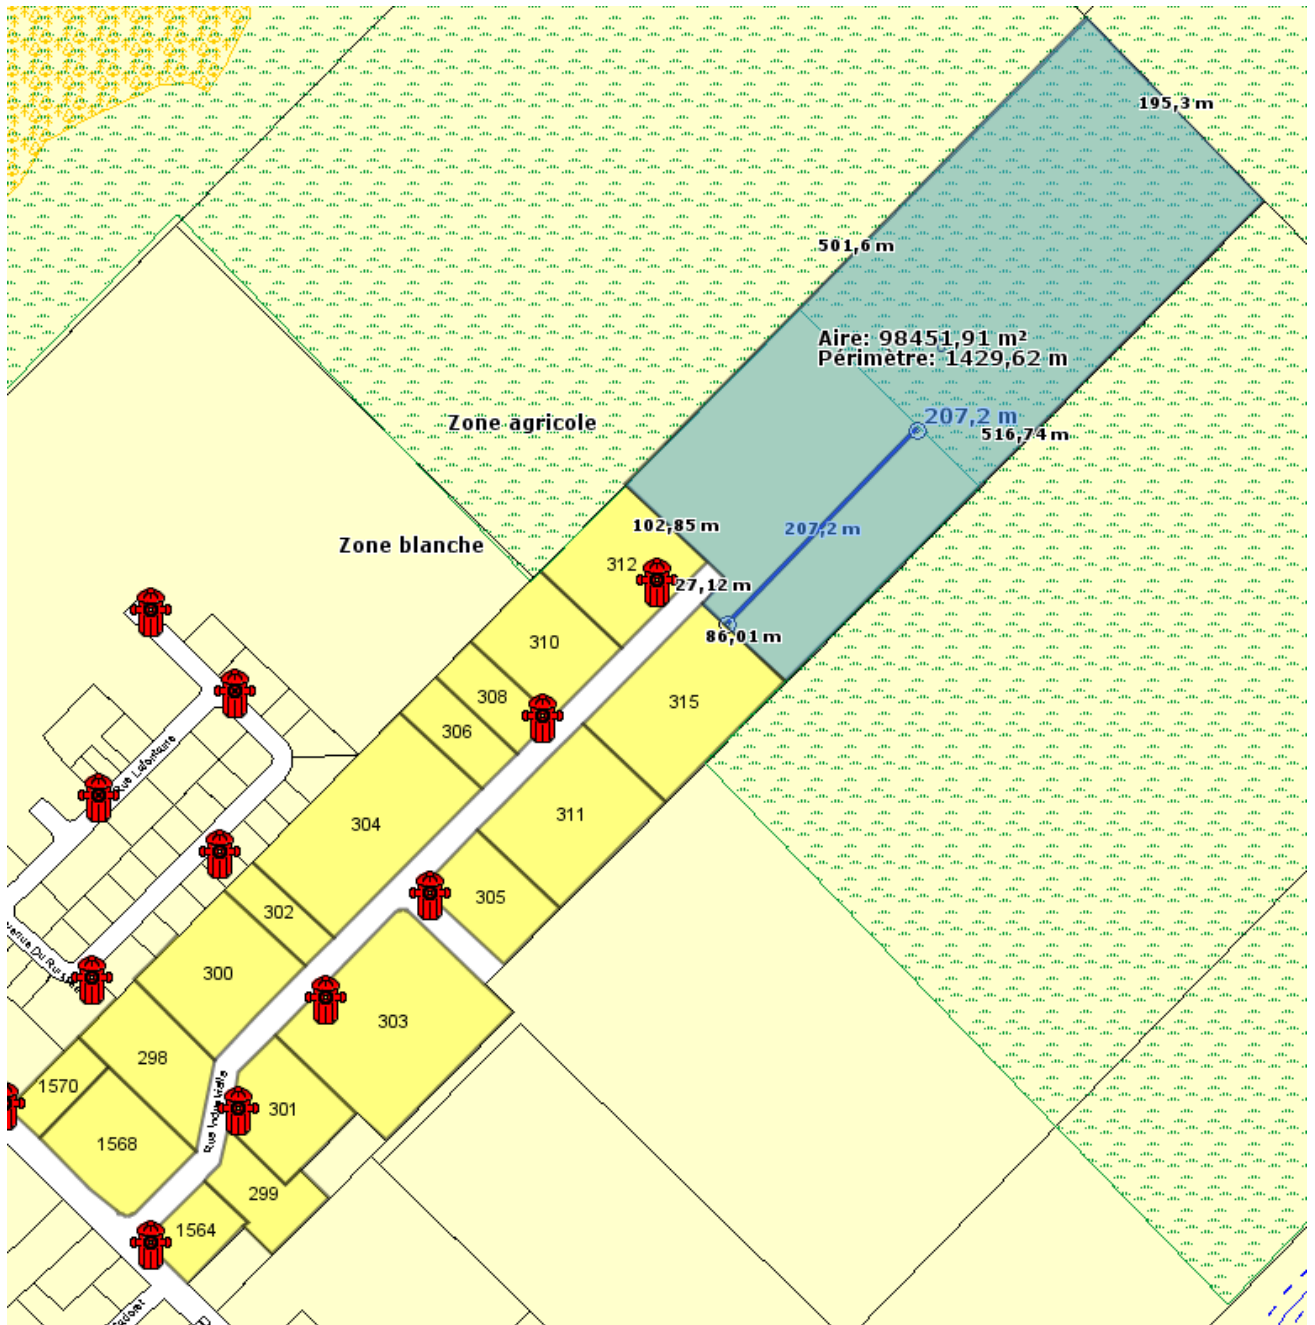 195,3 m
501,6 m
Aire: 98451,91 m²
Périmètre: 1429,62 m
207,2 m
516,74 m
Zone agricole
102,85 m
207,2 m
Zone blanche
312
27,12 m
86,01 m
310
308
315
306
Rue Lafontaine
304
311
305
302
300
303
298
1570
301
Rue Industrielle
1568
299
1564